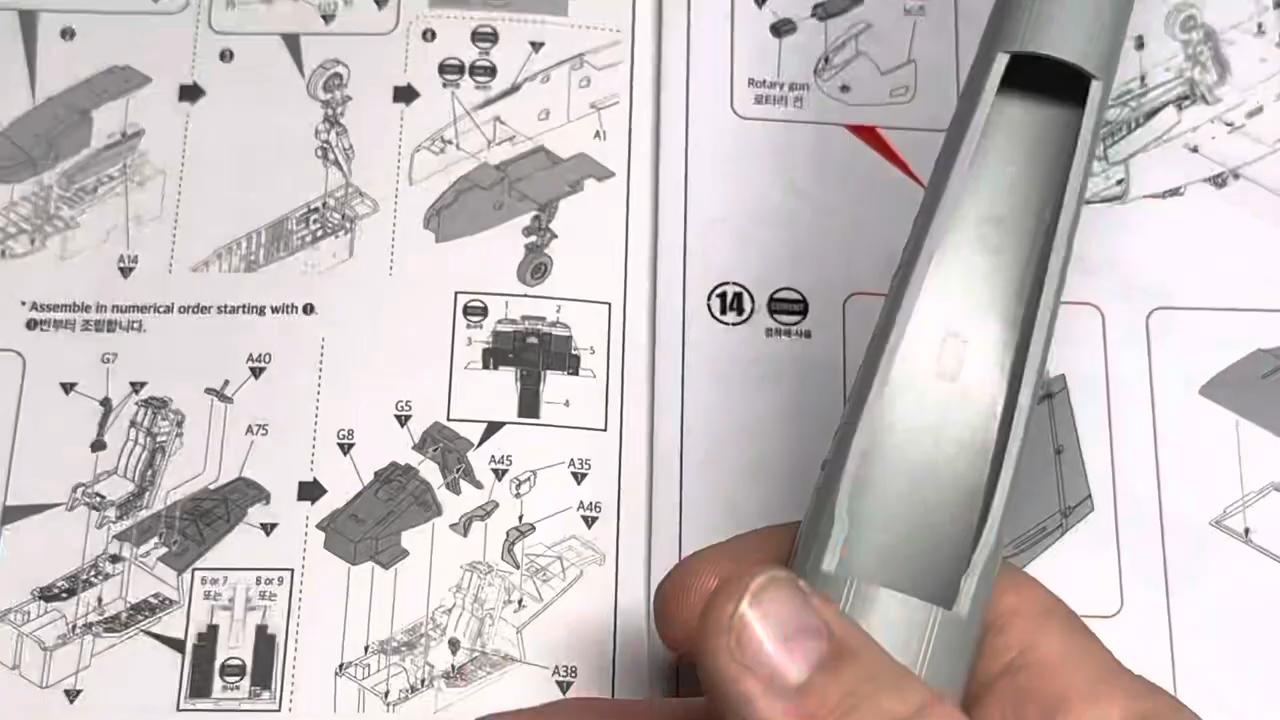 A1
A14
* Assemble in numerical order starting with ❶.
❶번부터 조립합니다.
G7
A40
A75
6 or 7
또는
8 or 9
또는
1
2
3
4
5
G5
G8
A45
A35
A46
A38
Rotary gun
로터리 건
14
CEMENT